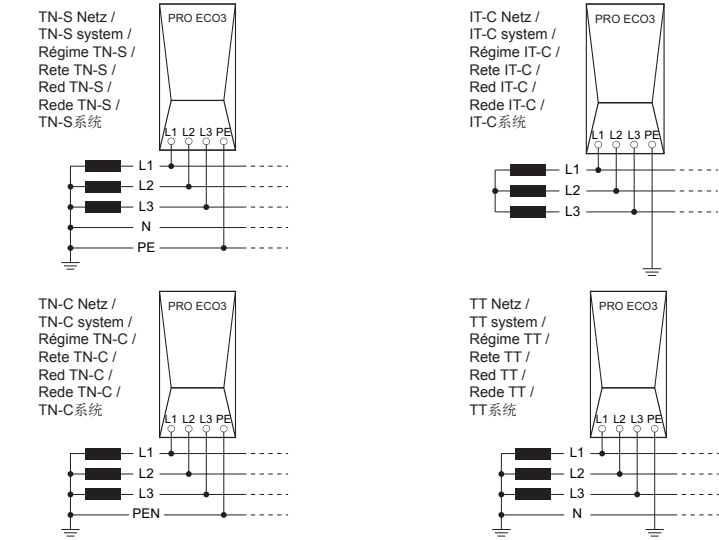 TN-S Netz /
TN-S system /
Régime TN-S /
Rete TN-S /
Red TN-S /
Rede TN-S /
TN-S系统
PRO ECO3
L1 L2 L3 PE
L1
L2
L3
N
PE
IT-C Netz /
IT-C system /
Régime IT-C /
Rete IT-C /
Red IT-C /
Rede IT-C /
IT-C系统
PRO ECO3
L1 L2 L3 PE
L1
L2
L3
TN-C Netz /
TN-C system /
Régime TN-C /
Rete TN-C /
Red TN-C /
Rede TN-C /
TN-C系统
PRO ECO3
L1 L2 L3 PE
L1
L2
L3
PEN
TT Netz /
TT system /
Régime TT /
Rete TT /
Red TT /
Rede TT /
TT系统
PRO ECO3
L1 L2 L3 PE
L1
L2
L3
N